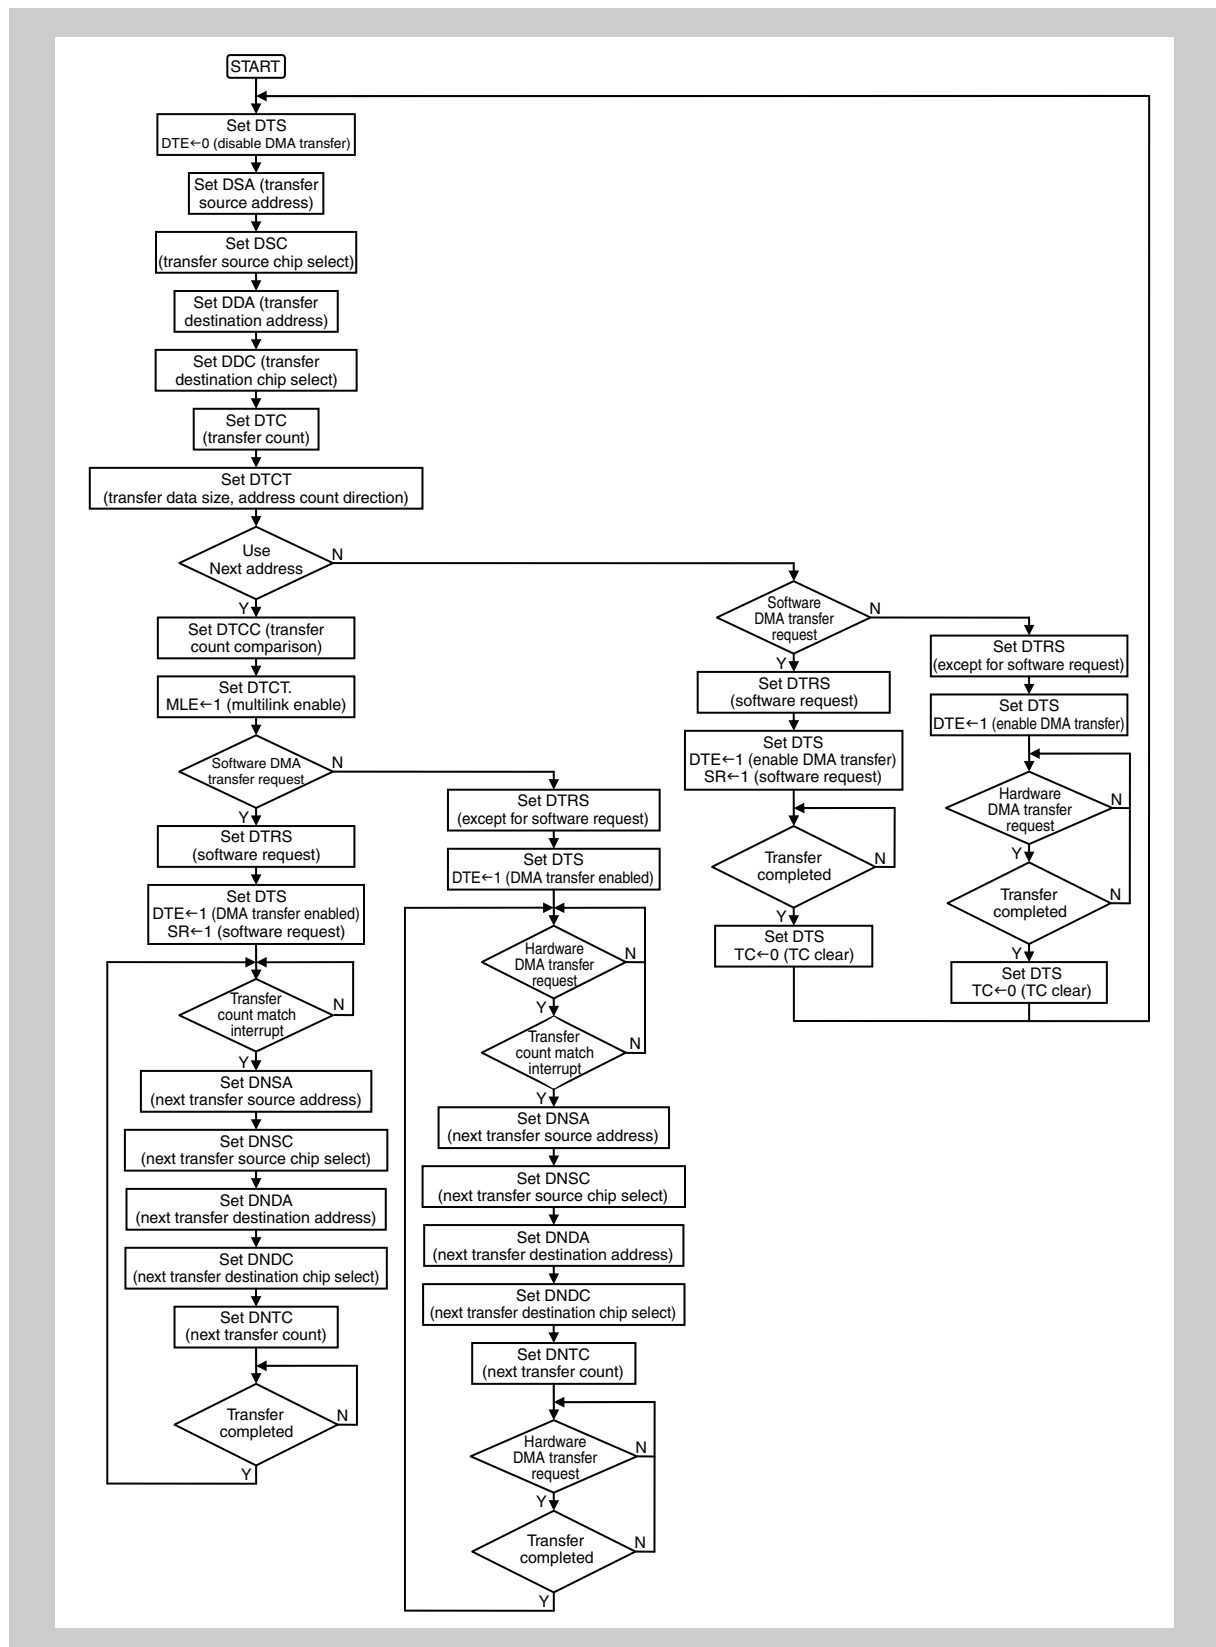 START
Set DTS
DTE←0 (disable DMA transfer)
Set DSA (transfer
source address)
Set DSC
(transfer source chip select)
Set DDA (transfer
destination address)
Set DDC (transfer
destination chip select)
Set DTC
(transfer count)
Set DTCT
(transfer data size, address count direction)
Use
Next address
N
Y
Set DTCC (transfer
count comparison)
Set DTCT.
MLE←1 (multilink enable)
Software DMA
transfer request
N
Y
Set DTRS
(software request)
Set DTS
DTE←1 (DMA transfer enabled)
SR←1 (software request)
Transfer
count match
interrupt
N
Y
Set DNSA
(next transfer source address)
Set DNSC
(next transfer source chip select)
Set DNDA
(next transfer destination address)
Set DNDC
(next transfer destination chip select)
Set DNTC
(next transfer count)
Transfer
completed
N
Y
Set DTRS
(except for software request)
Set DTS
DTE←1 (DMA transfer enabled)
Hardware
DMA transfer
request
N
Y
Transfer
count match
interrupt
N
Y
Set DNSA
(next transfer source address)
Set DNSC
(next transfer source chip select)
Set DNDA
(next transfer destination address)
Set DNDC
(next transfer destination chip select)
Set DNTC
(next transfer count)
Hardware
DMA transfer
request
N
Y
Transfer
completed
N
Y
Software
DMA transfer
request
N
Y
Set DTRS
(software request)
Set DTS
DTE←1 (enable DMA transfer)
SR←1 (software request)
Transfer
completed
N
Y
Set DTS
TC←0 (TC clear)
Set DTRS
(except for software request)
Set DTS
DTE←1 (enable DMA transfer)
Hardware
DMA transfer
request
N
Y
Transfer
completed
N
Y
Set DTS
TC←0 (TC clear)